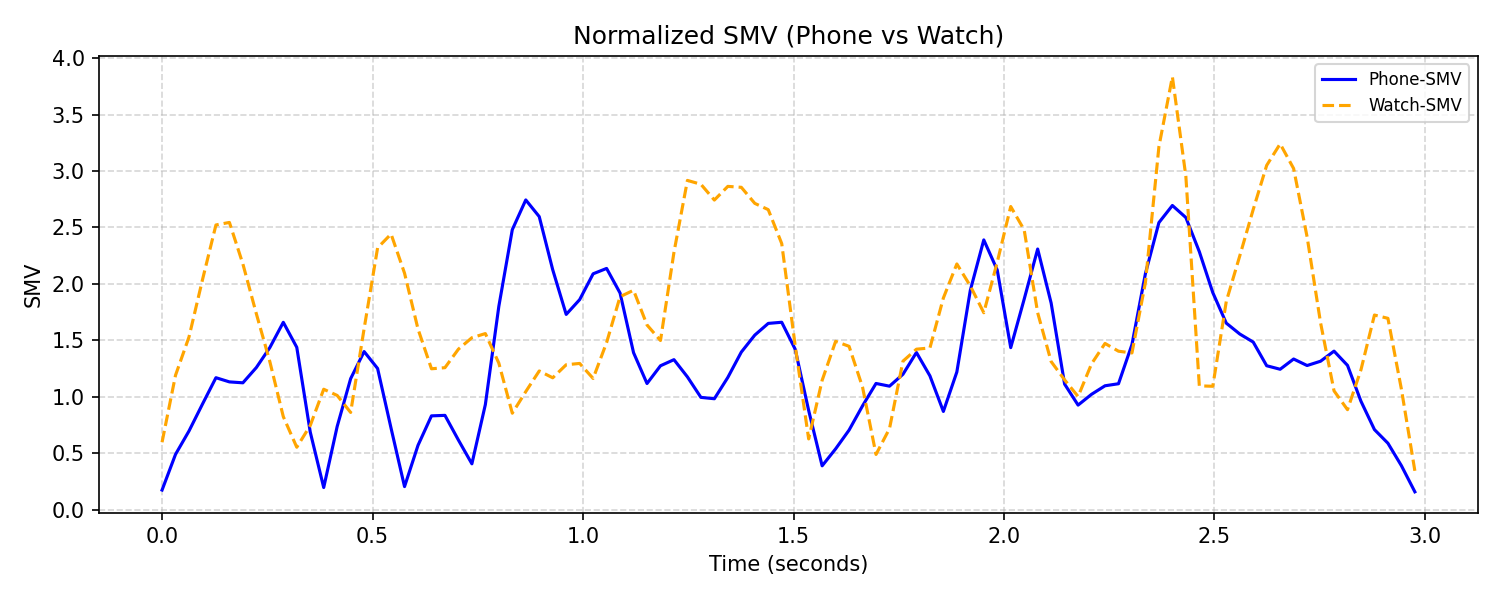 Normalized SMV (Phone vs Watch)
Phone-SMV
Watch-SMV
SMV
4.0
3.5
3.0
2.5
2.0
1.5
1.0
0.5
0.0
0.0 0.5 1.0 1.5 2.0 2.5 3.0
Time (seconds)